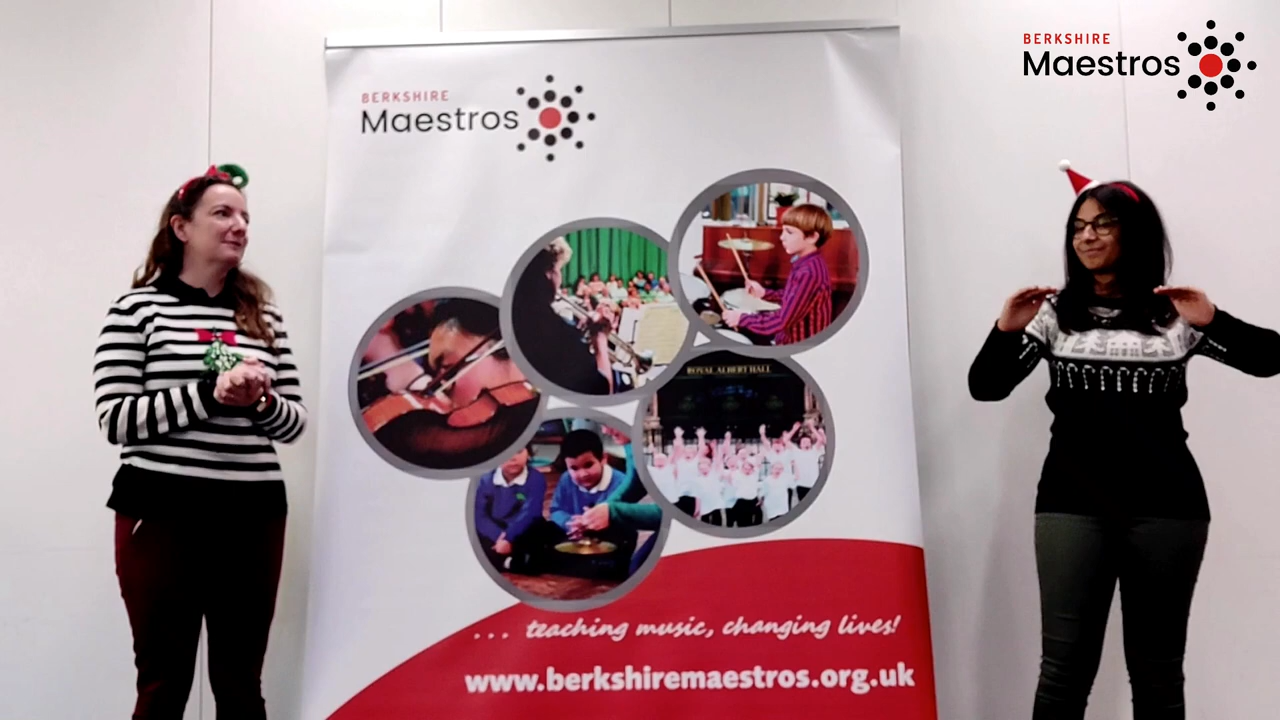 BERKSHIRE
Maestros
BERKSHIRE
Maestros
ROYAL ALBERT HALL
... teaching music, changing lives!
www.berkshiremaestros.org.uk